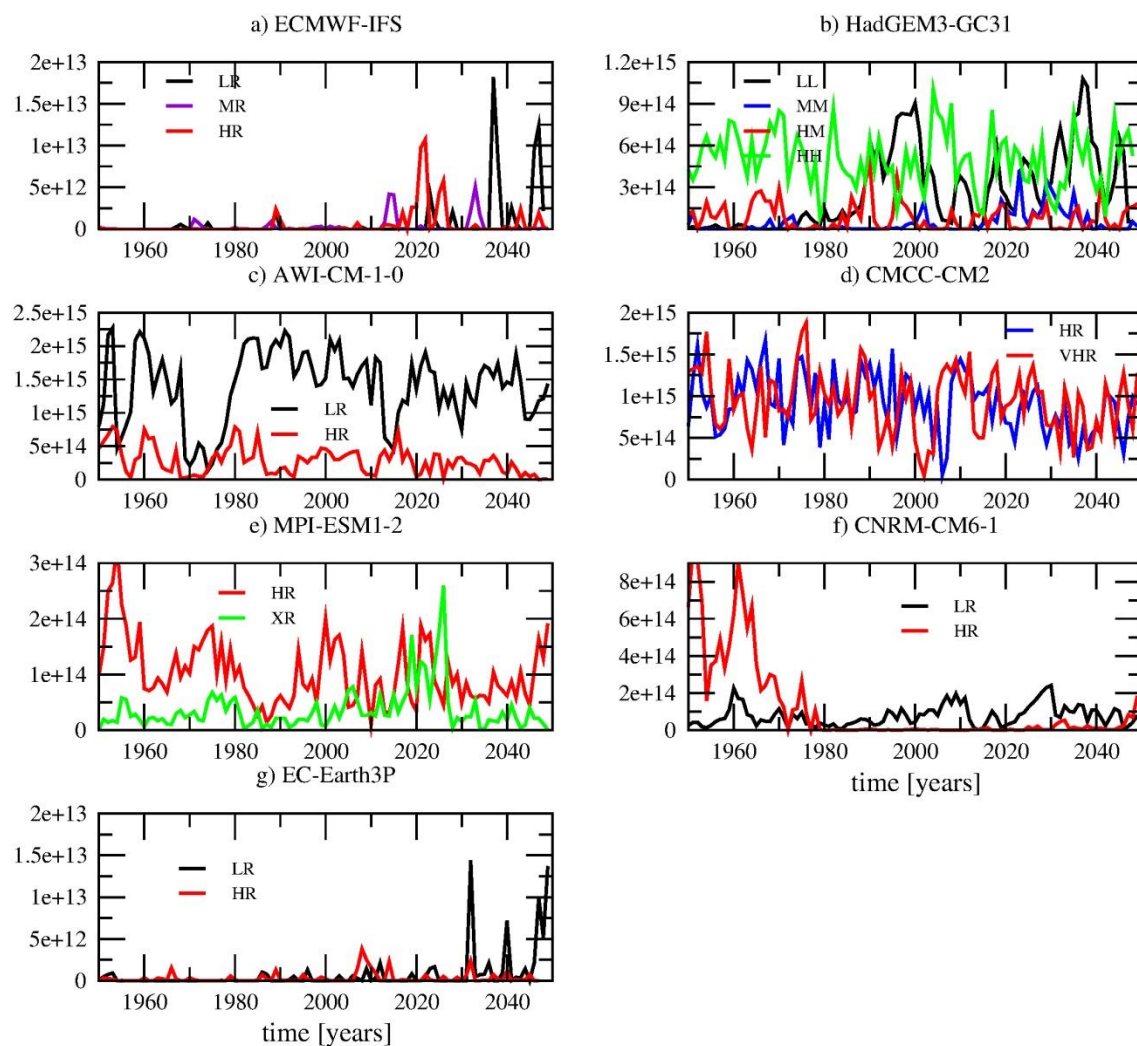 a) ECMWF-IFS
2e+13
1.5e+13
1e+13
5e+12
0
LR
MR
HR
1960 1980 2000 2020 2040
b) HadGEM3-GC31
1.2e+15
9e+14
6e+14
3e+14
0
LL
MM
HM
HH
1960 1980 2000 2020 2040
c) AWI-CM-1-0
2.5e+15
2e+15
1.5e+15
1e+15
5e+14
0
LR
HR
1960 1980 2000 2020 2040
d) CMCC-CM2
2e+15
1.5e+15
1e+15
5e+14
0
HR
VHR
1960 1980 2000 2020 2040
e) MPI-ESM1-2
3e+14
2e+14
1e+14
0
HR
XR
1960 1980 2000 2020 2040
f) CNRM-CM6-1
8e+14
6e+14
4e+14
2e+14
0
LR
HR
1960 1980 2000 2020 2040
time [years]
g) EC-Earth3P
2e+13
1.5e+13
1e+13
5e+12
0
LR
HR
1960 1980 2000 2020 2040
time [years]